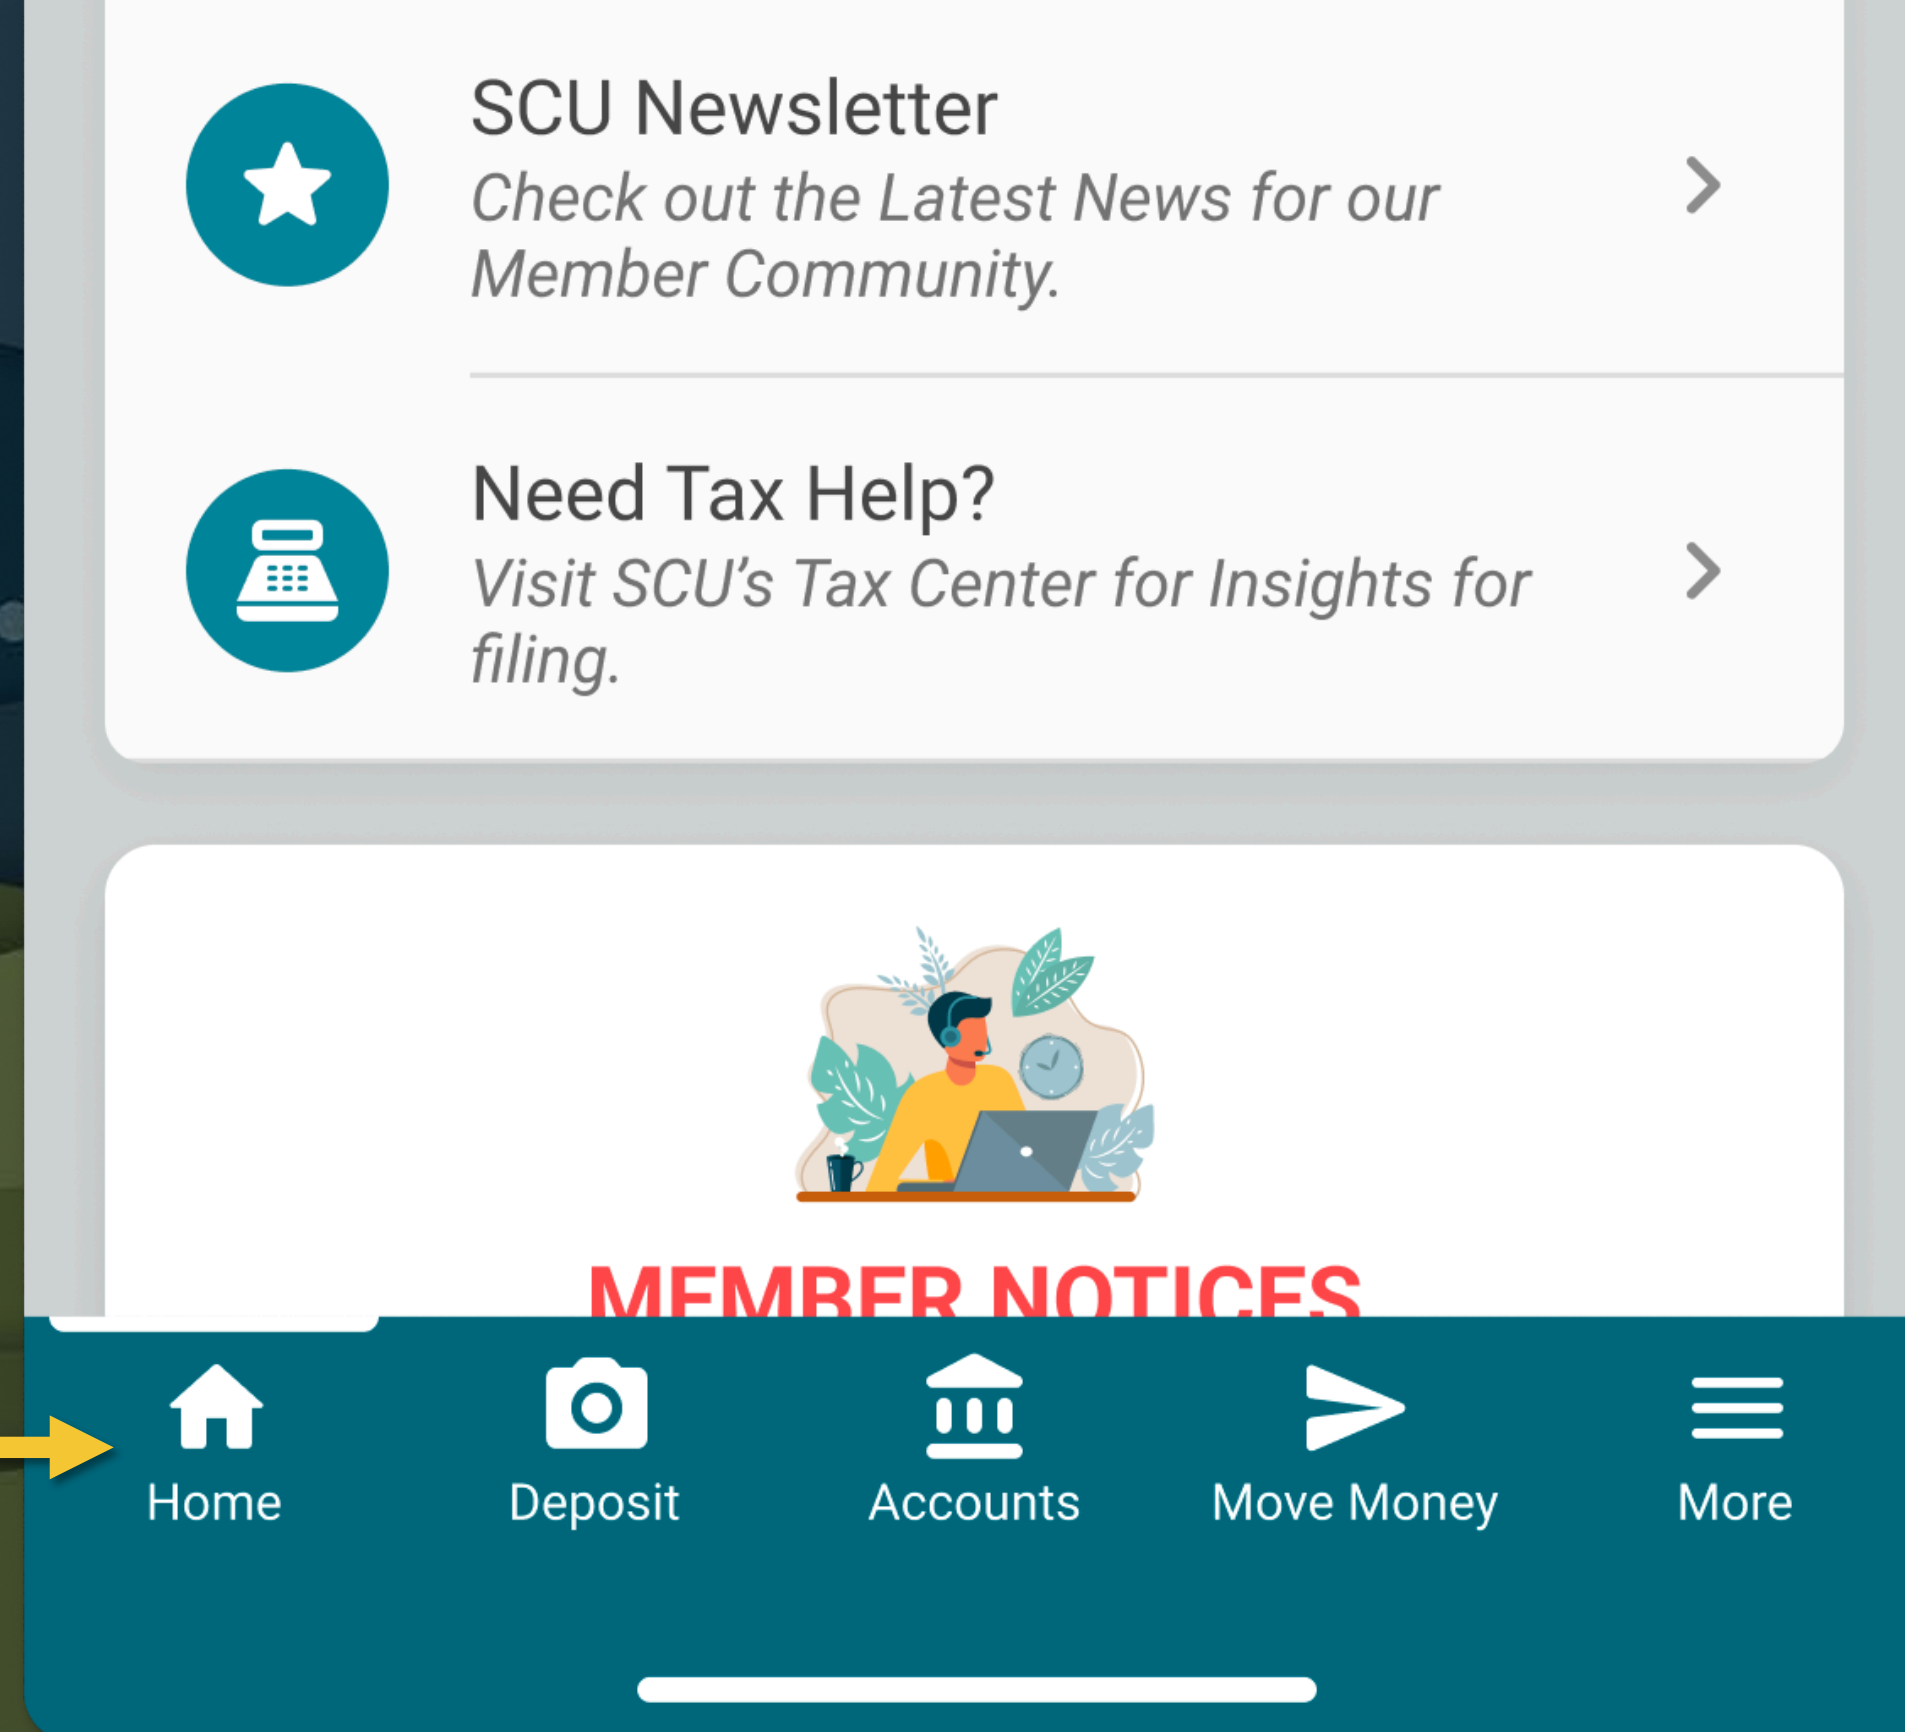 SCU Newsletter
Check out the Latest News for our
Member Community.
Need Tax Help?
Visit SCU’s Tax Center for Insights for
filing.
MEMBER NOTICES
Home
Deposit
Accounts
Move Money
More